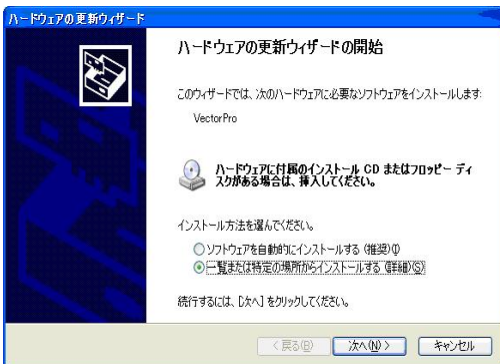 ハードウェアの更新ウィザード
ハードウェアの更新ウィザードの開始
このウィザードでは、次のハードウェアに必要なソフトウェアをインストールします:
VectorPro
ハードウェアに付属のインストール CD またはフロッピー ディ
スクがある場合は、挿入してください。
インストール方法を選んでください。
ソフトウェアを自動的にインストールする (推奨)(I)
一覧または特定の場所からインストールする (詳細)(S)
続行するには、[次へ] をクリックしてください。
< 戻る(B) 次へ(N) > キャンセル